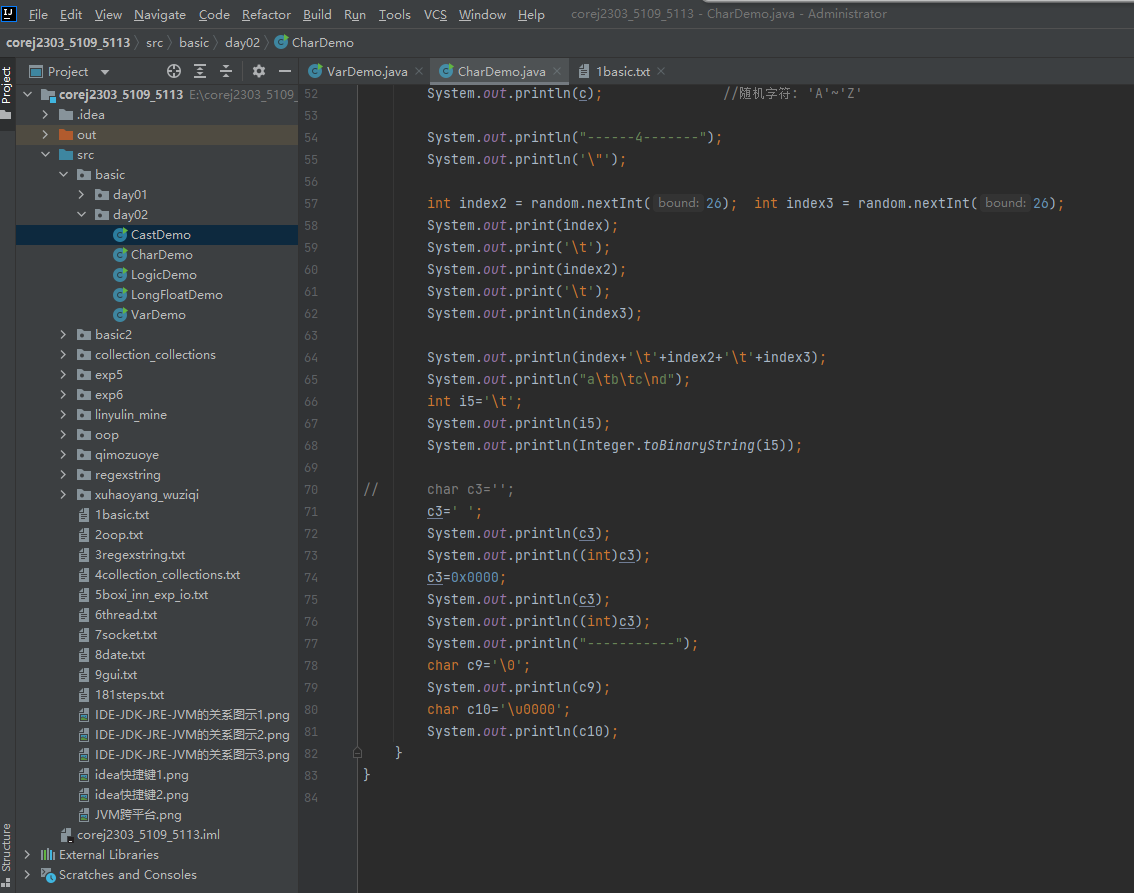 File Edit View Navigate Code Refactor Build Run Tools VCS Window Help corej2303_5109_5113 - CharDemo.java - Administrator
corej2303_5109_5113 src basic day02 CharDemo
Project
Project
VarDemo.java
CharDemo.java
1basic.txt
corej2303_5109_5113 E:\corej2303_5109_
.idea
out
src
basic
day01
day02
CastDemo
CharDemo
LogicDemo
LongFloatDemo
VarDemo
basic2
collection_collections
exp5
exp6
linyulin_mine
oop
qimozuoye
regexstring
xuhaoyang_wuziqi
1basic.txt
2oop.txt
3regexstring.txt
4collection_collections.txt
5boxi_inn_exp_io.txt
6thread.txt
7socket.txt
8date.txt
9gui.txt
181steps.txt
IDE-JDK-JRE-JVM的关系图示1.png
IDE-JDK-JRE-JVM的关系图示2.png
IDE-JDK-JRE-JVM的关系图示3.png
idea快捷键1.png
idea快捷键2.png
JVM跨平台.png
corej2303_5109_5113.iml
External Libraries
Scratches and Consoles
Structure
52 System.out.println(c); //随机字符: 'A'~'Z'
53
54 System.out.println("------4-------");
55 System.out.println('\"');
56
57 int index2 = random.nextInt( bound: 26); int index3 = random.nextInt( bound: 26);
58 System.out.print(index);
59 System.out.print('\t');
60 System.out.print(index2);
61 System.out.print('\t');
62 System.out.println(index3);
63
64 System.out.println(index+'\t'+index2+'\t'+index3);
65 System.out.println("a\tb\tc\nd");
66 int i5='\t';
67 System.out.println(i5);
68 System.out.println(Integer.toBinaryString(i5));
69
70 // char c3='';
71 c3=' ';
72 System.out.println(c3);
73 System.out.println((int)c3);
74 c3=0x0000;
75 System.out.println(c3);
76 System.out.println((int)c3);
77 System.out.println("-----------");
78 char c9='\0';
79 System.out.println(c9);
80 char c10='\u0000';
81 System.out.println(c10);
82 }
83 }
84